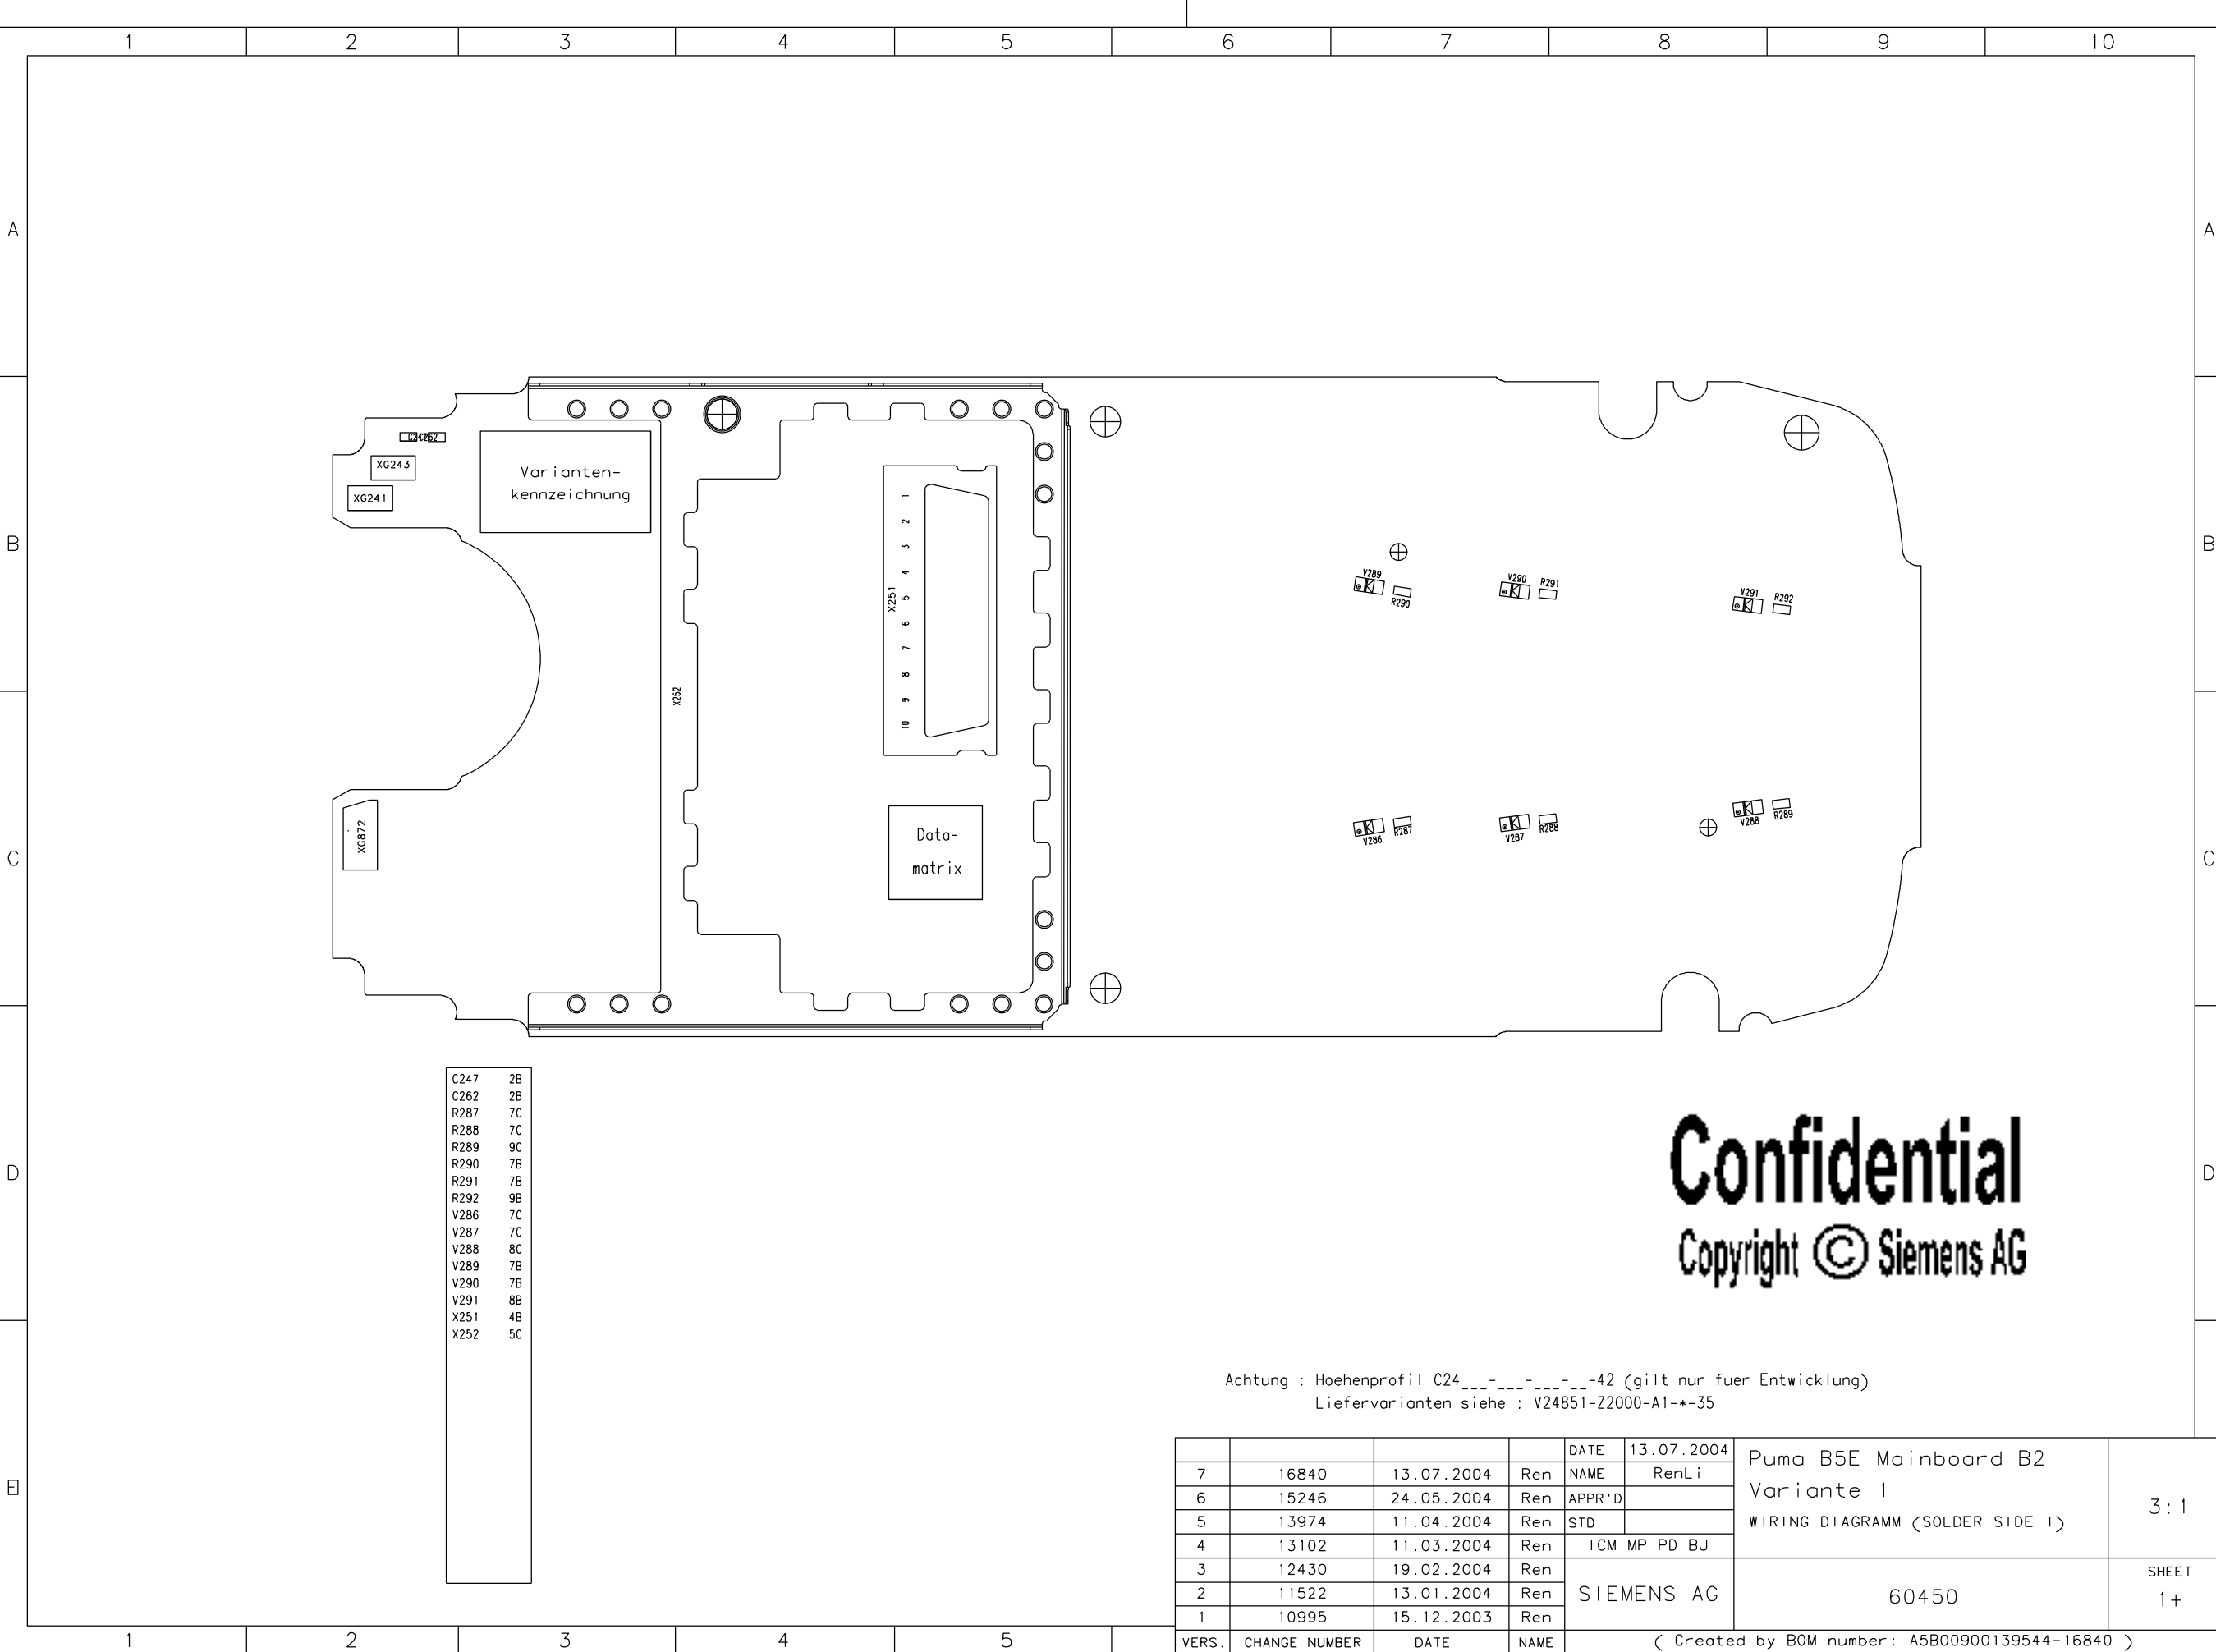 1 2 3 4 5 6 7 8 9 10
A A
XG243
XG241
Varianten-
kennzeichnung
B B
X251
1
2
3
4
5
6
7
8
9
10
V289
R290
V290 R291
V291 R292
X252
XG872
Data-
matrix
V286 R287
V287 R288
V288 R289
C C
C247 2B
C262 2B
R287 7C
R288 7C
R289 9C
R290 7B
R291 7B
R292 9B
V286 7C
V287 7C
V288 8C
V289 7B
V290 7B
V291 8B
X251 4B
X252 5C
D D
Confidential
Copyright © Siemens AG
Achtung : Hoehenprofil C24___-___-___-__-42 (gilt nur fuer Entwicklung)
Liefervarianten siehe : V24851-Z2000-A1-*-35
E
DATE 13.07.2004
7 16840 13.07.2004 Ren NAME RenLi
6 15246 24.05.2004 Ren APPR'D
5 13974 11.04.2004 Ren STD
4 13102 11.03.2004 Ren ICM MP PD BJ
3 12430 19.02.2004 Ren
2 11522 13.01.2004 Ren SIEMENS AG
1 10995 15.12.2003 Ren
VERS. CHANGE NUMBER DATE NAME
Puma B5E Mainboard B2
Variante 1
WIRING DIAGRAMM (SOLDER SIDE 1)
3:1
60450
SHEET
1+
( Created by BOM number: A5B00900139544-16840 )
1 2 3 4 5